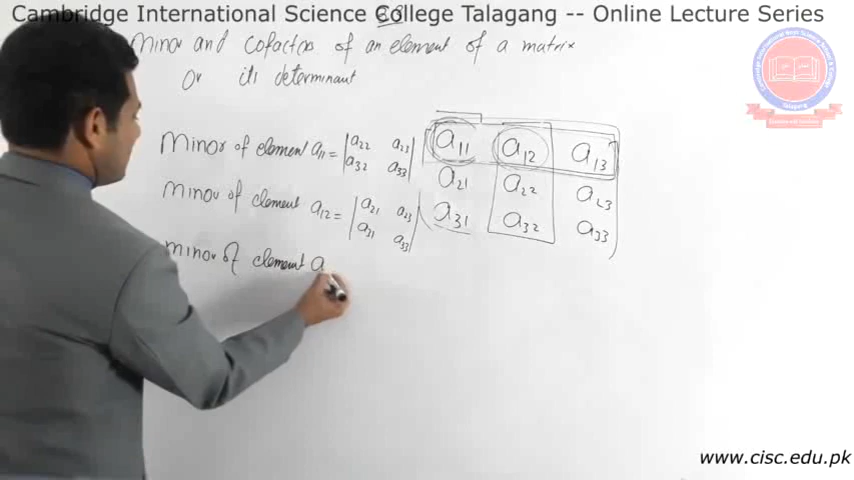 Cambridge International Science College Talagang -- Online Lecture Series
Minor and Cofactors of an element of a matrix
Or its determinant
Minor of element a11 = |a22 a23
a32 a33|
Minor of element a12 = |a21 a23
a31 a33|
Minor of element a
a11 a12 a13
a21 a22 a23
a31 a32 a33
Talagang
www.cisc.edu.pk